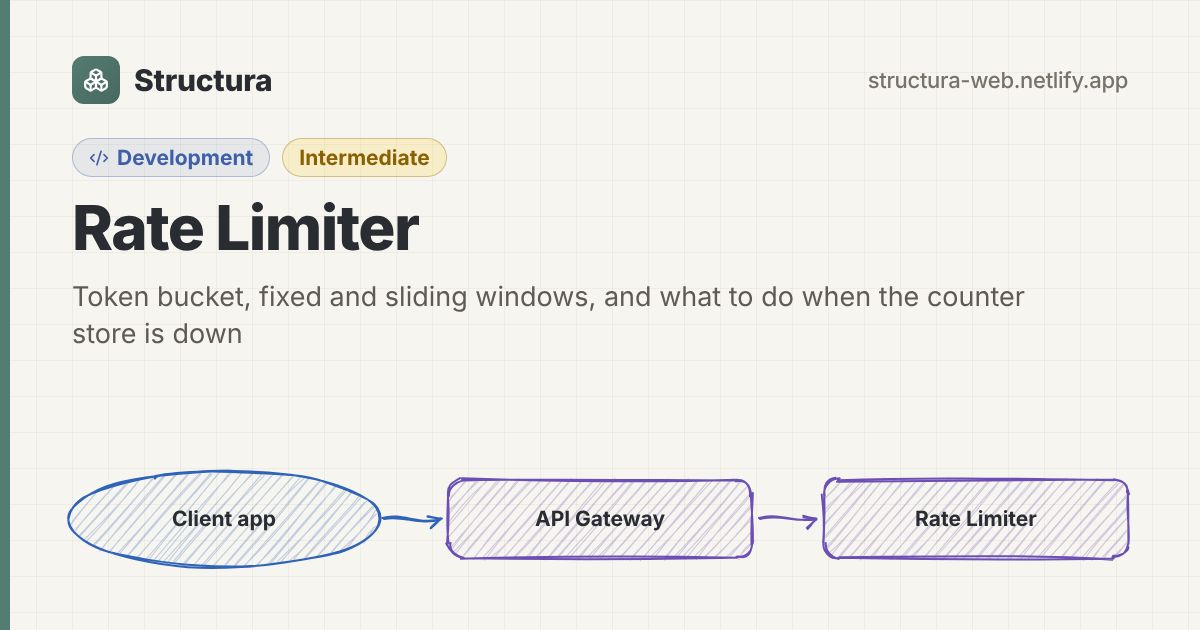 Structura
structura-web.netlify.app
Development
Intermediate
Rate Limiter
Token bucket, fixed and sliding windows, and what to do when the counter
store is down
Client app
API Gateway
Rate Limiter